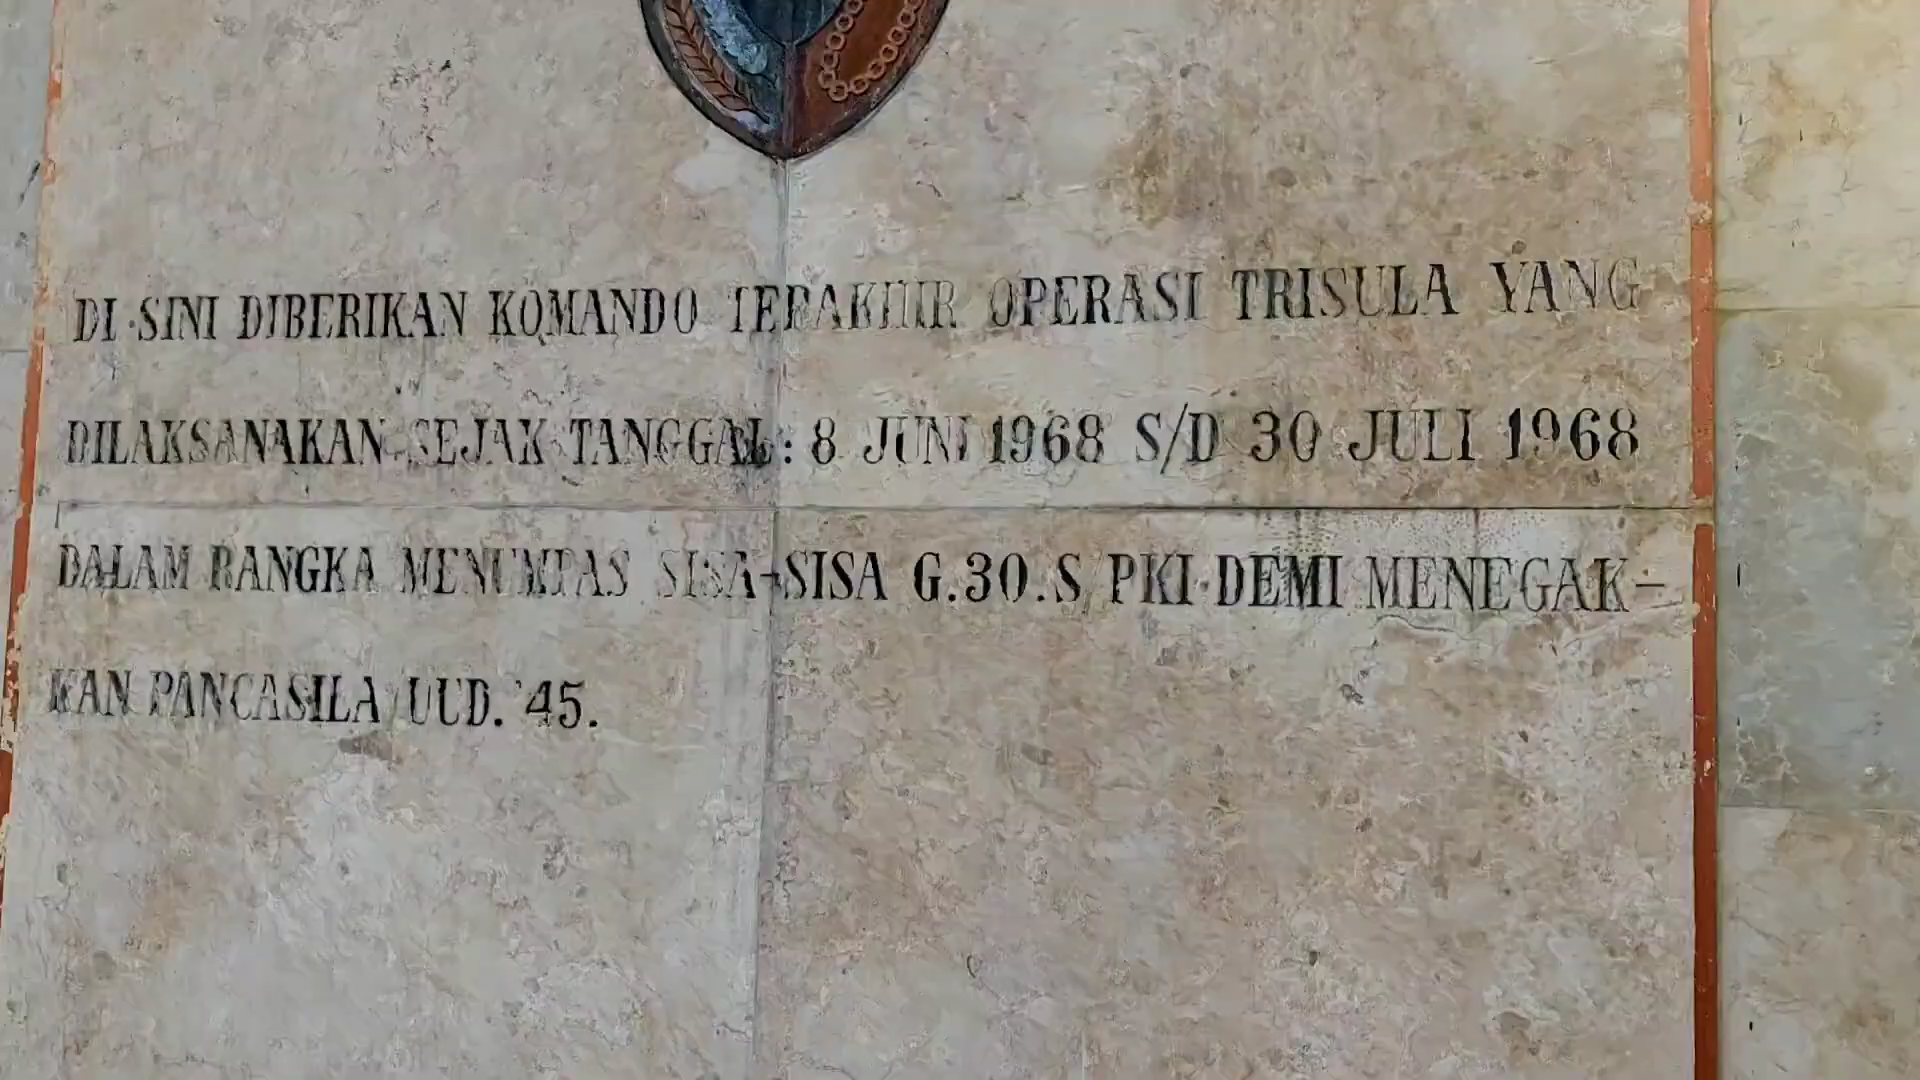 DI SINI DIBERIKAN KOMANDO TERAKHIR OPERASI TRISULA YANG
DILAKSANAKAN SEJAK TANGGAL : 8 JUNI 1968 S/D 30 JULI 1968
DALAM RANGKA MENUMPAS SISA-SISA G.30.S/PKI DEMI MENEGAK-
KAN PANCASILA/UUD. '45.